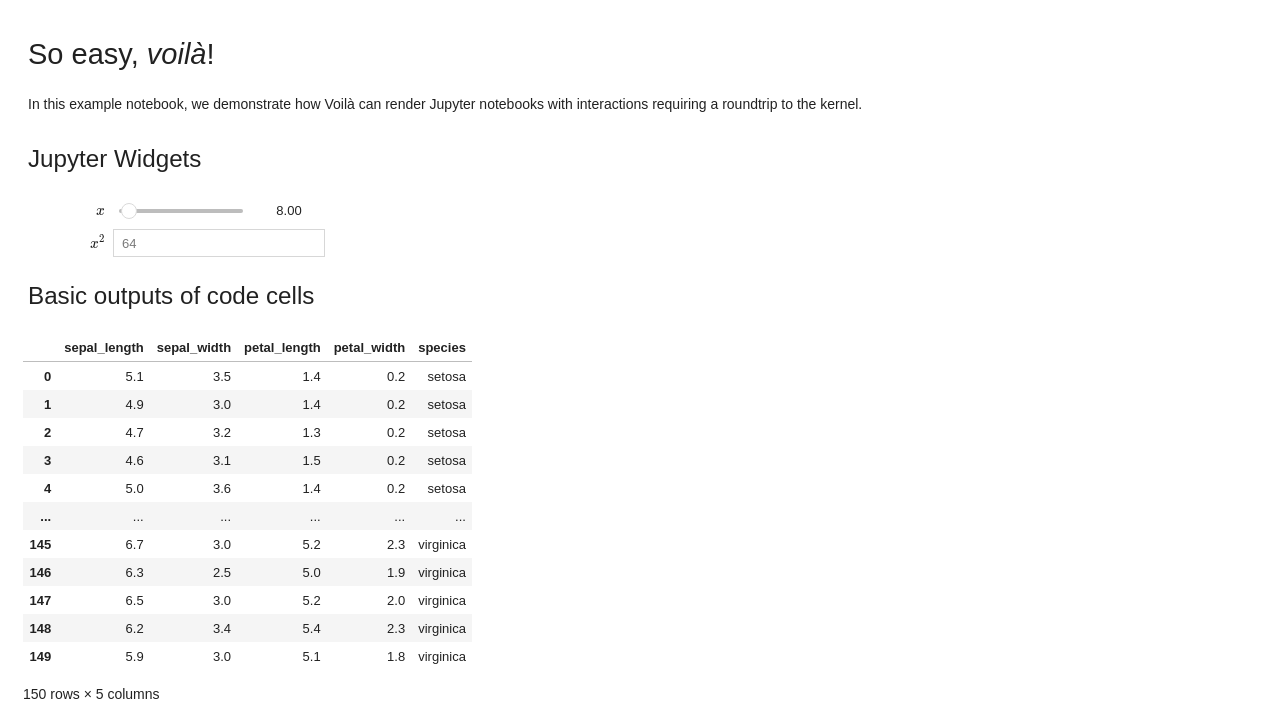 So easy, voilà!
In this example notebook, we demonstrate how Voilà can render Jupyter notebooks with interactions requiring a roundtrip to the kernel.
Jupyter Widgets
x 8.00
x² 64
Basic outputs of code cells
sepal_length sepal_width petal_length petal_width species
0 5.1 3.5 1.4 0.2 setosa
1 4.9 3.0 1.4 0.2 setosa
2 4.7 3.2 1.3 0.2 setosa
3 4.6 3.1 1.5 0.2 setosa
4 5.0 3.6 1.4 0.2 setosa
... ... ... ... ... ...
145 6.7 3.0 5.2 2.3 virginica
146 6.3 2.5 5.0 1.9 virginica
147 6.5 3.0 5.2 2.0 virginica
148 6.2 3.4 5.4 2.3 virginica
149 5.9 3.0 5.1 1.8 virginica
150 rows × 5 columns